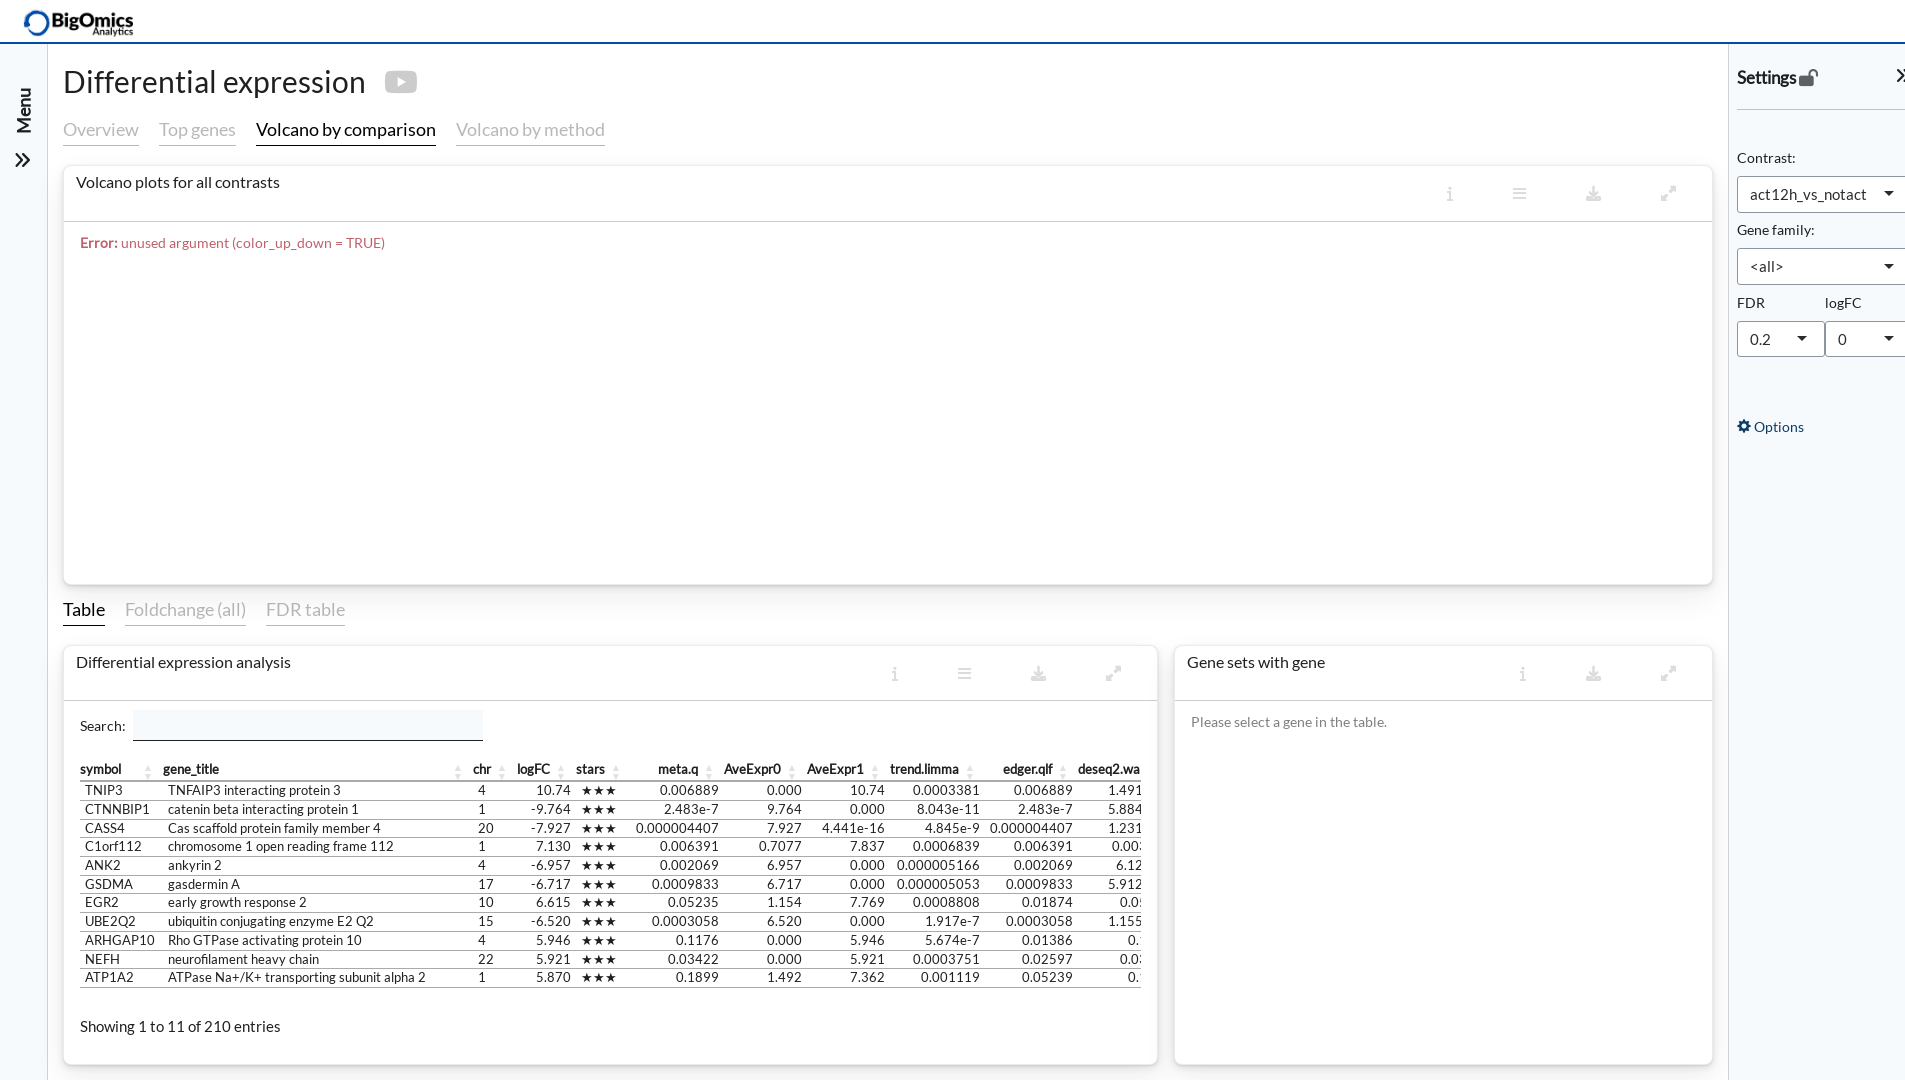 BigOmics
Analytics
Menu
Differential expression
Overview Top genes Volcano by comparison Volcano by method
Volcano plots for all contrasts
Error: unused argument (color_up_down = TRUE)
Table Foldchange (all) FDR table
Differential expression analysis
Search:
symbol gene_title chr logFC stars meta.q AveExpr0 AveExpr1 trend.limma edger.qlf deseq2.wa
TNIP3 TNFAIP3 interacting protein 3 4 10.74 ★★★ 0.006889 0.000 10.74 0.0003381 0.006889 1.491
CTNNBIP1 catenin beta interacting protein 1 1 -9.764 ★★★ 2.483e-7 9.764 0.000 8.043e-11 2.483e-7 5.884
CASS4 Cas scaffold protein family member 4 20 -7.927 ★★★ 0.000004407 7.927 4.441e-16 4.845e-9 0.000004407 1.231
C1orf112 chromosome 1 open reading frame 112 1 7.130 ★★★ 0.006391 0.7077 7.837 0.0006839 0.006391 0.00
ANK2 ankyrin 2 4 -6.957 ★★★ 0.002069 6.957 0.000 0.000005166 0.002069 6.12
GSDMA gasdermin A 17 -6.717 ★★★ 0.0009833 6.717 0.000 0.000005053 0.0009833 5.912
EGR2 early growth response 2 10 6.615 ★★★ 0.05235 1.154 7.769 0.0008808 0.01874 0.0
UBE2Q2 ubiquitin conjugating enzyme E2 Q2 15 -6.520 ★★★ 0.0003058 6.520 0.000 1.917e-7 0.0003058 1.155
ARHGAP10 Rho GTPase activating protein 10 4 5.946 ★★★ 0.1176 0.000 5.946 5.674e-7 0.01386 0.
NEFH neurofilament heavy chain 22 5.921 ★★★ 0.03422 0.000 5.921 0.0003751 0.02597 0.0
ATP1A2 ATPase Na+/K+ transporting subunit alpha 2 1 5.870 ★★★ 0.1899 1.492 7.362 0.001119 0.05239 0.
Showing 1 to 11 of 210 entries
Gene sets with gene
Please select a gene in the table.
Settings
Contrast:
act12h_vs_notact
Gene family:
<all>
FDR logFC
0.2 0
Options